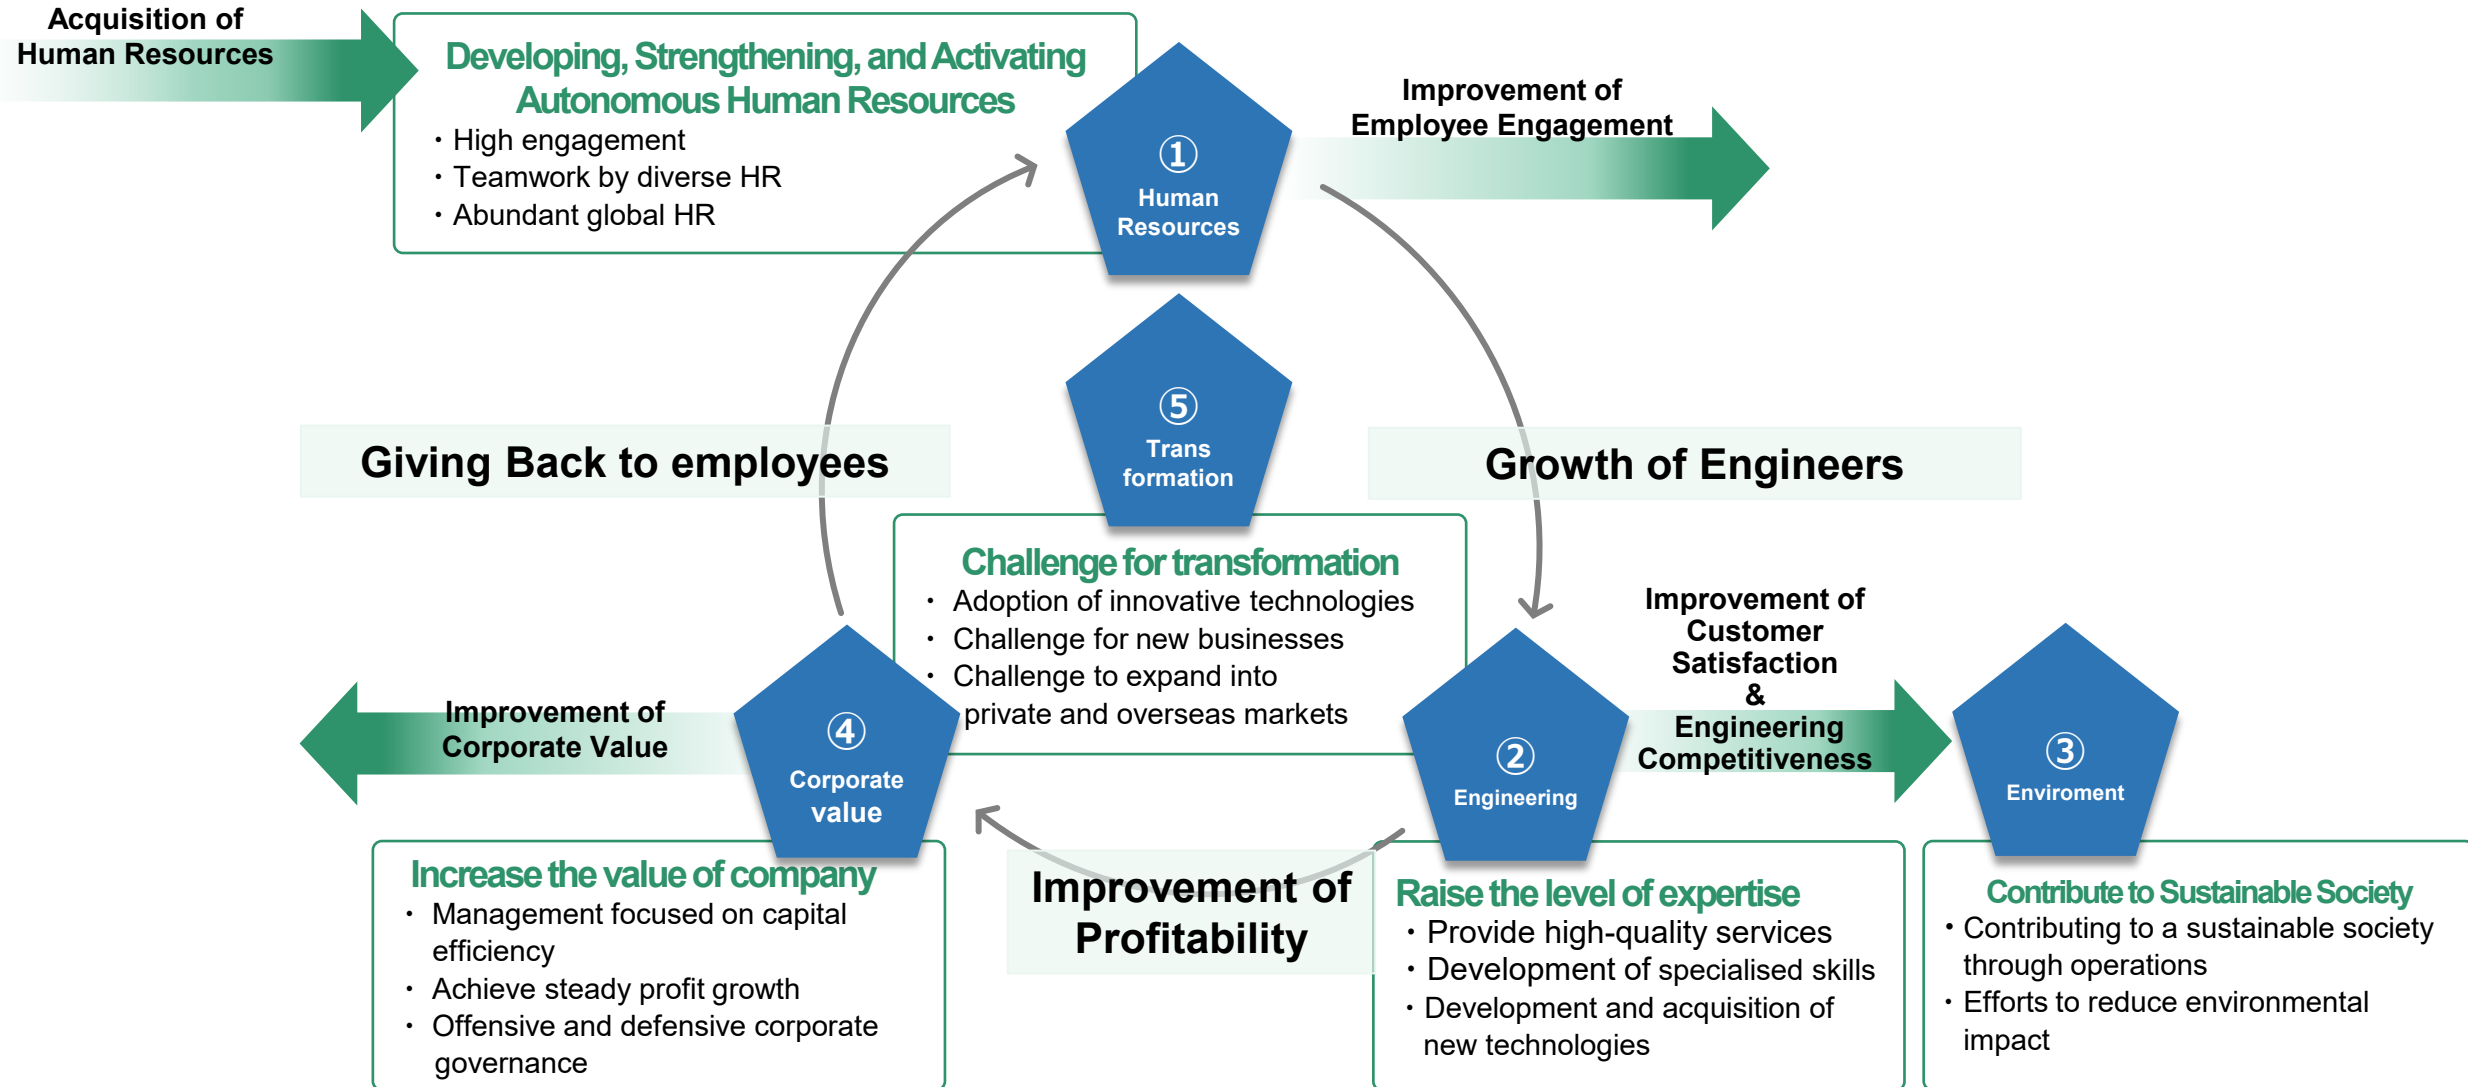 Acquisition of
Human Resources
Developing, Strengthening, and Activating
Autonomous Human Resources
・High engagement
・Teamwork by diverse HR
・Abundant global HR
①
Human
Resources
Improvement of
Employee Engagement
⑤
Trans
formation
Giving Back to employees
Growth of Engineers
Challenge for transformation
・ Adoption of innovative technologies
・ Challenge for new businesses
・ Challenge to expand into
private and overseas markets
Improvement of
Customer
Satisfaction
&
Engineering
Competitiveness
Improvement of
Corporate Value
④
Corporate
value
②
Engineering
③
Enviroment
Increase the value of company
・ Management focused on capital
efficiency
・ Achieve steady profit growth
・ Offensive and defensive corporate
governance
Improvement of
Profitability
Raise the level of expertise
・Provide high-quality services
・Development of specialised skills
・Development and acquisition of
new technologies
Contribute to Sustainable Society
・Contributing to a sustainable society
through operations
・Efforts to reduce environmental
impact